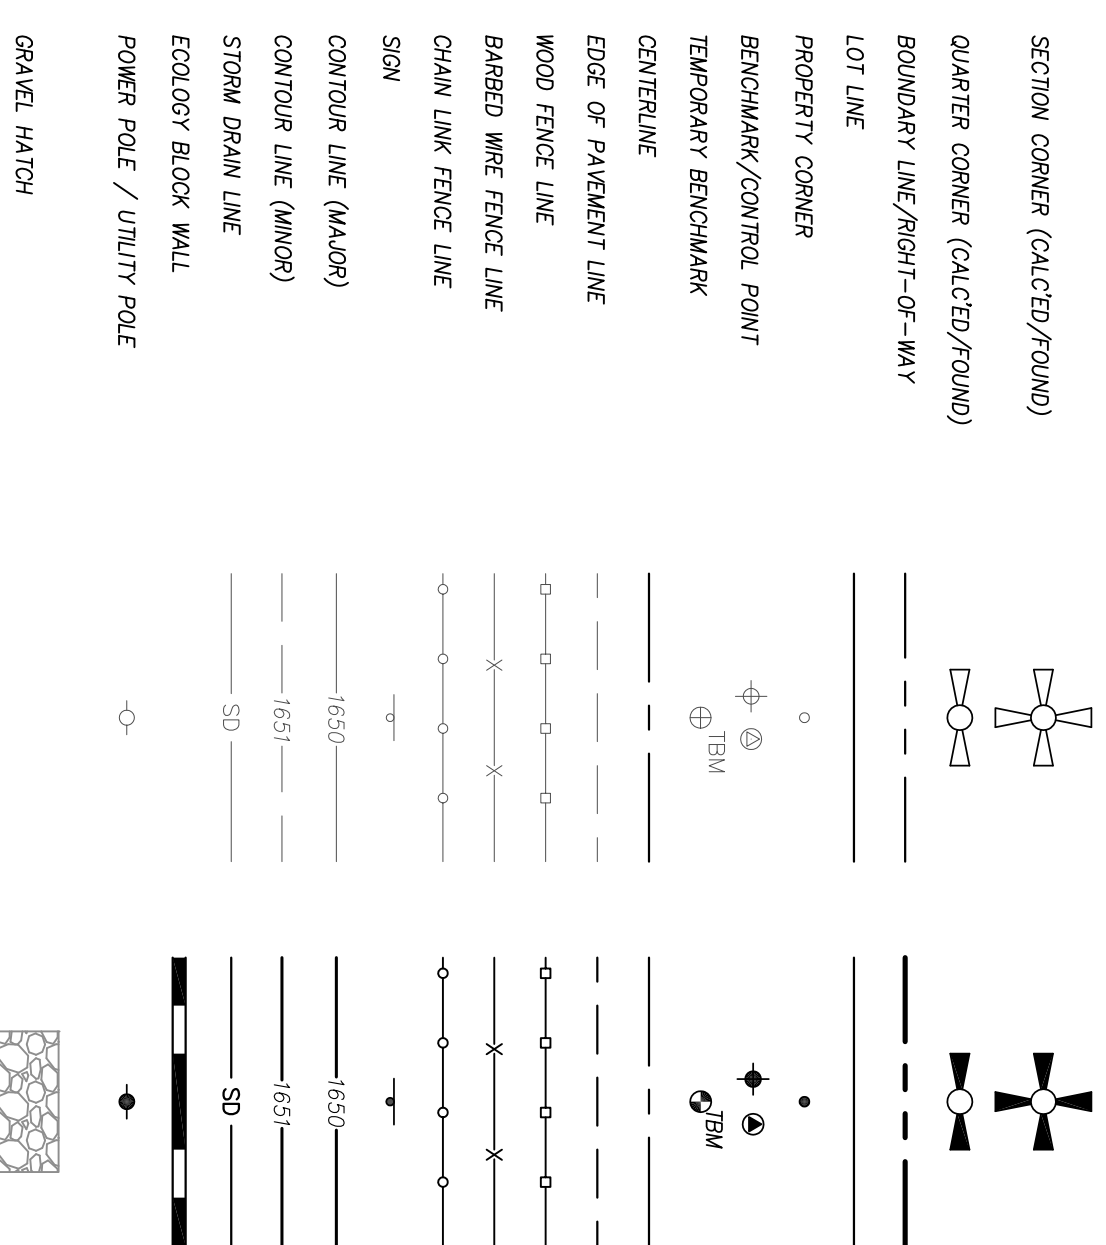 SECTION CORNER (CALC'ED/FOUND)
QUARTER CORNER (CALC'ED/FOUND)
BOUNDARY LINE/RIGHT-OF-WAY
LOT LINE
PROPERTY CORNER
BENCHMARK/CONTROL POINT
TEMPORARY BENCHMARK TBM TBM
CENTERLINE
EDGE OF PAVEMENT LINE
WOOD FENCE LINE
BARBED WIRE FENCE LINE X X X X
CHAIN LINK FENCE LINE
SIGN
CONTOUR LINE (MAJOR) 1650 1650
CONTOUR LINE (MINOR) 1651 1651
STORM DRAIN LINE SD SD
ECOLOGY BLOCK WALL
POWER POLE / UTILITY POLE
GRAVEL HATCH